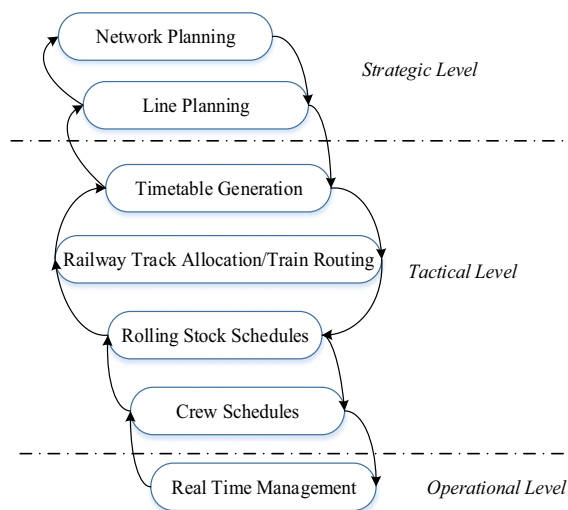 Network Planning
Strategic Level
Line Planning
Timetable Generation
Railway Track Allocation/Train Routing
Tactical Level
Rolling Stock Schedules
Crew Schedules
Real Time Management
Operational Level